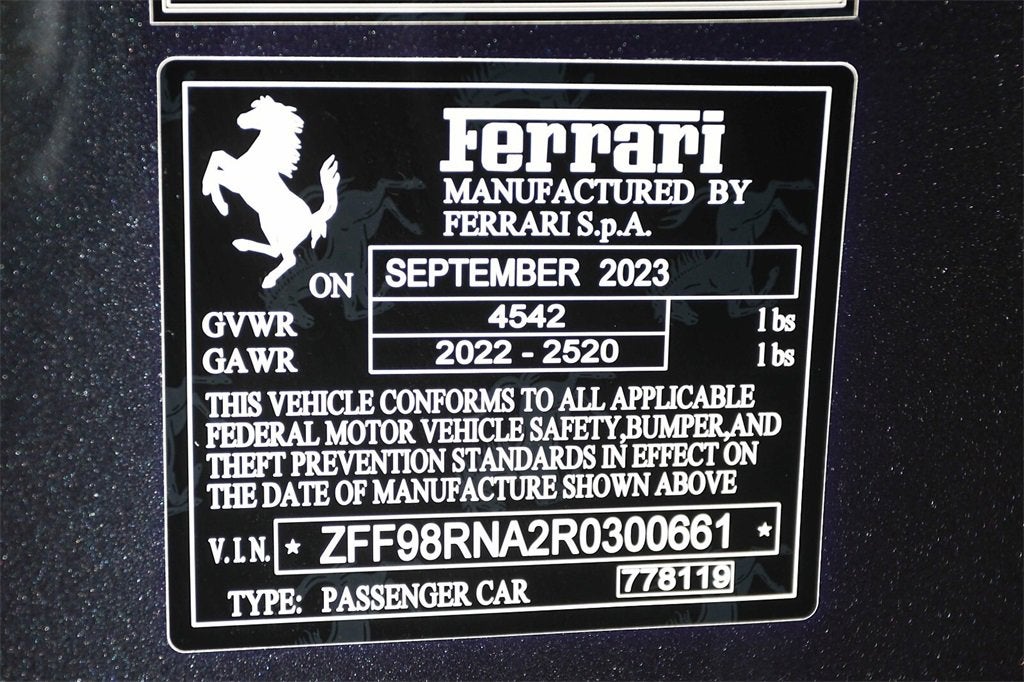 Ferrari
MANUFACTURED BY
FERRARI S.p.A.
ON SEPTEMBER 2023
GVWR 4542 lbs
GAWR 2022 - 2520 lbs
THIS VEHICLE CONFORMS TO ALL APPLICABLE
FEDERAL MOTOR VEHICLE SAFETY,BUMPER,AND
THEFT PREVENTION STANDARDS IN EFFECT ON
THE DATE OF MANUFACTURE SHOWN ABOVE
V.I.N. * ZFF98RNA2R0300661 *
TYPE: PASSENGER CAR 778119